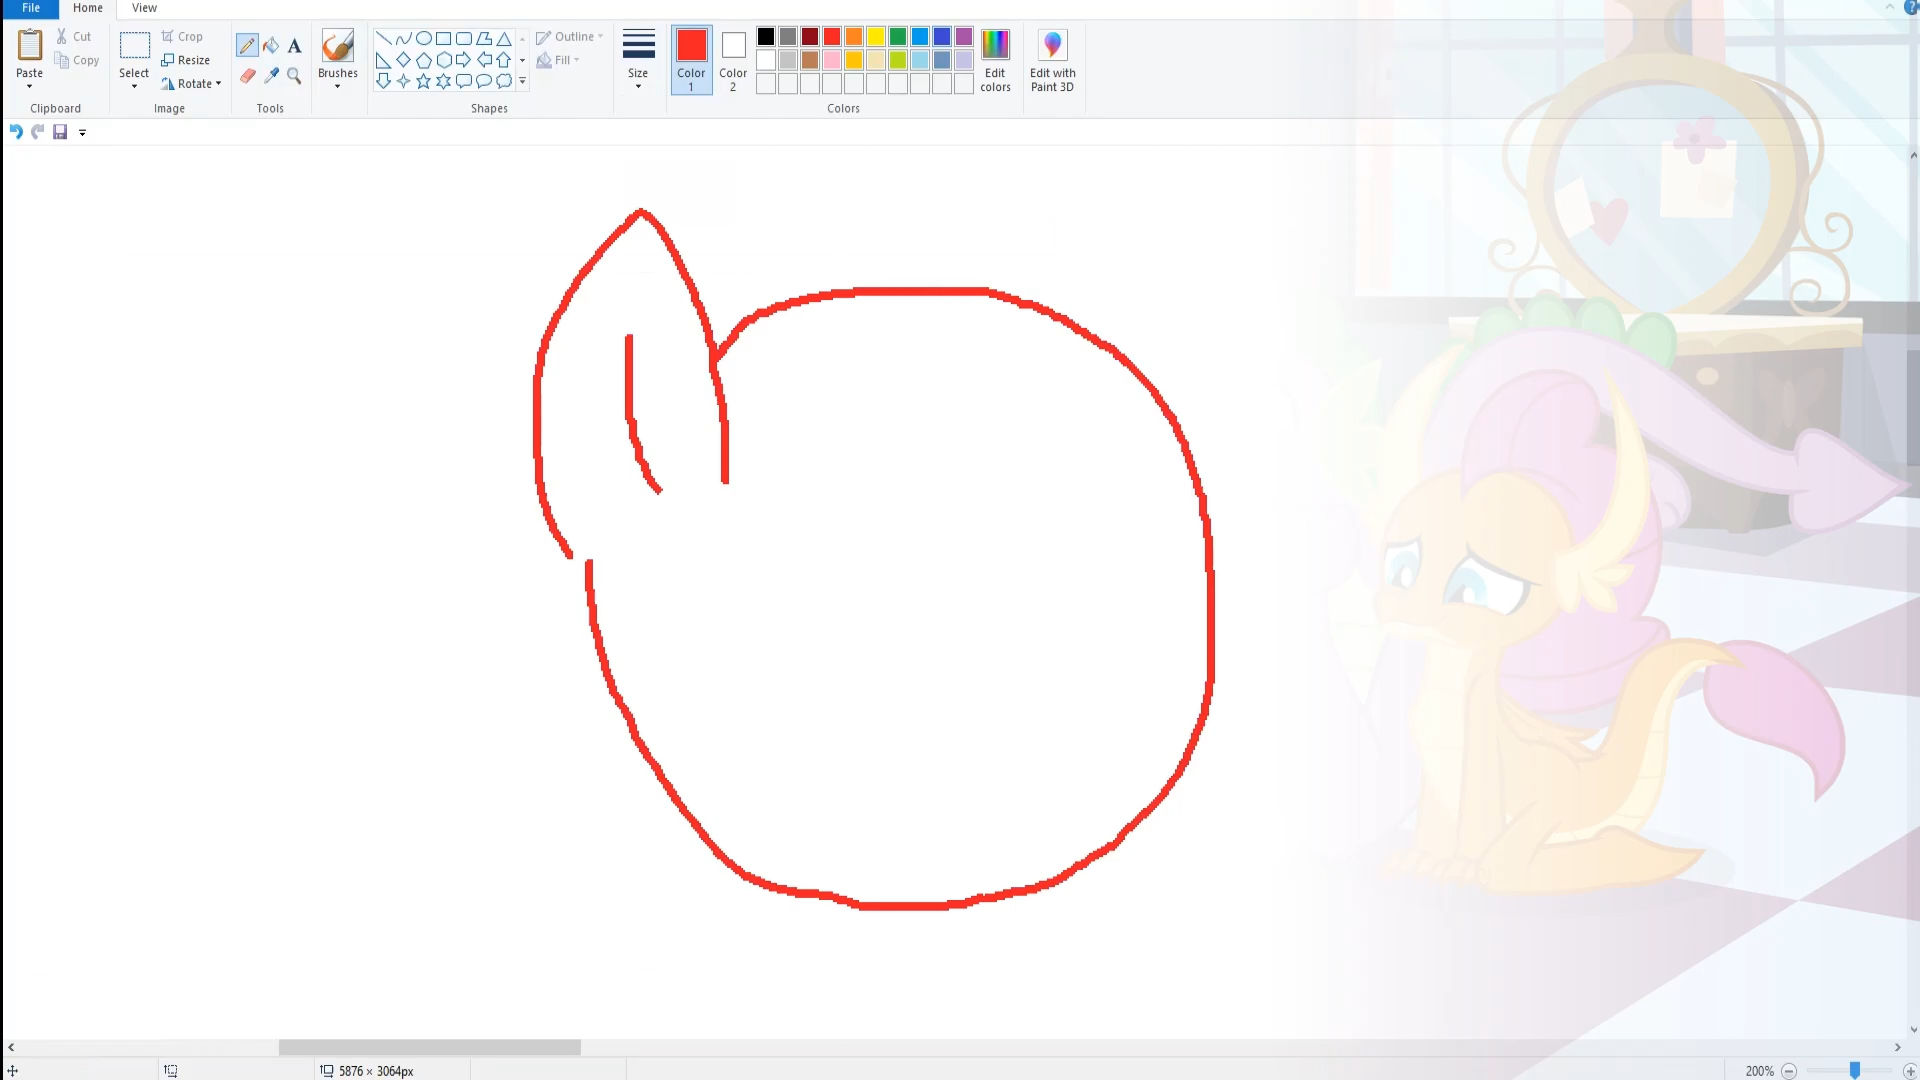 File Home View
Paste
Cut
Copy
Clipboard
Select
Crop
Resize
Rotate
Image
A
Tools
Brushes
Outline
Fill
Shapes
Size
Color
1
Color
2
Edit
colors
Colors
Edit with
Paint 3D
?
5876 × 3064px
200%